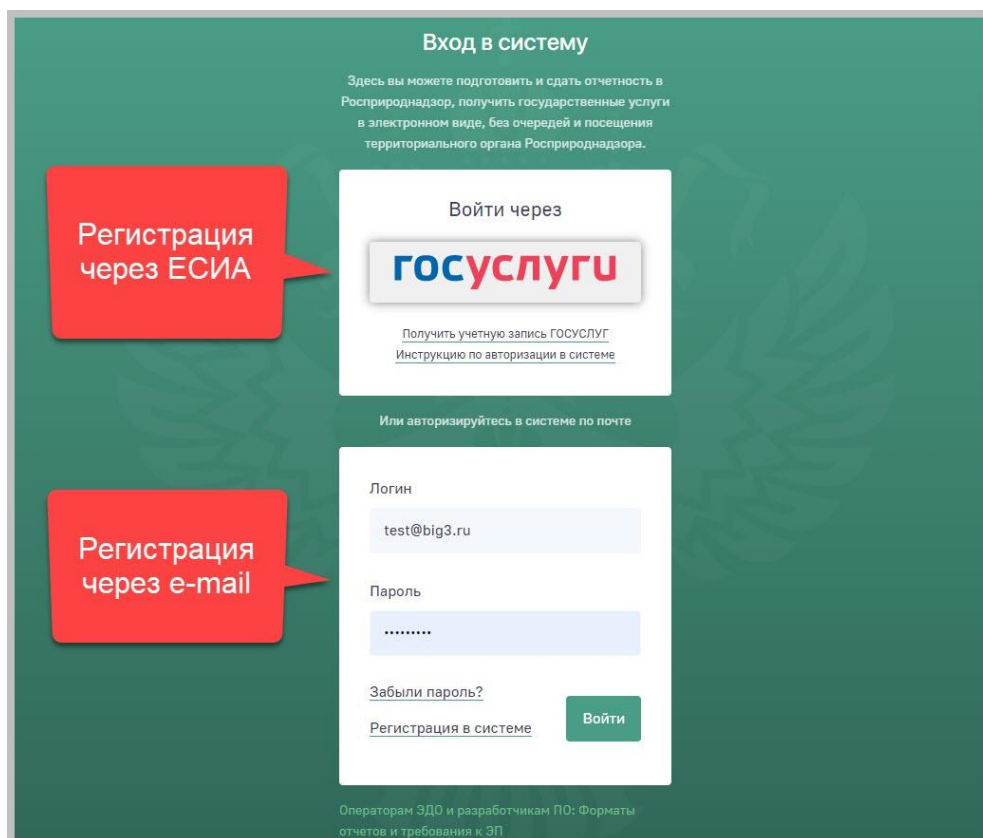 Вход в систему
Здесь вы можете подготовить и сдать отчетность в
Росприроднадзор, получить государственные услуги
в электронном виде, без очередей и посещения
территориального органа Росприроднадзора.
Регистрация
через ЕСИА
Войти через
госуслуги
Получить учетную запись ГОСУСЛУГ
Инструкцию по авторизации в системе
Или авторизируйтесь в системе по почте
Регистрация
через e-mail
Логин
test@big3.ru
Пароль
•••••••••
Забыли пароль?
Регистрация в системе
Войти
Операторам ЭДО и разработчикам ПО: Форматы
отчетов и требования к ЭП